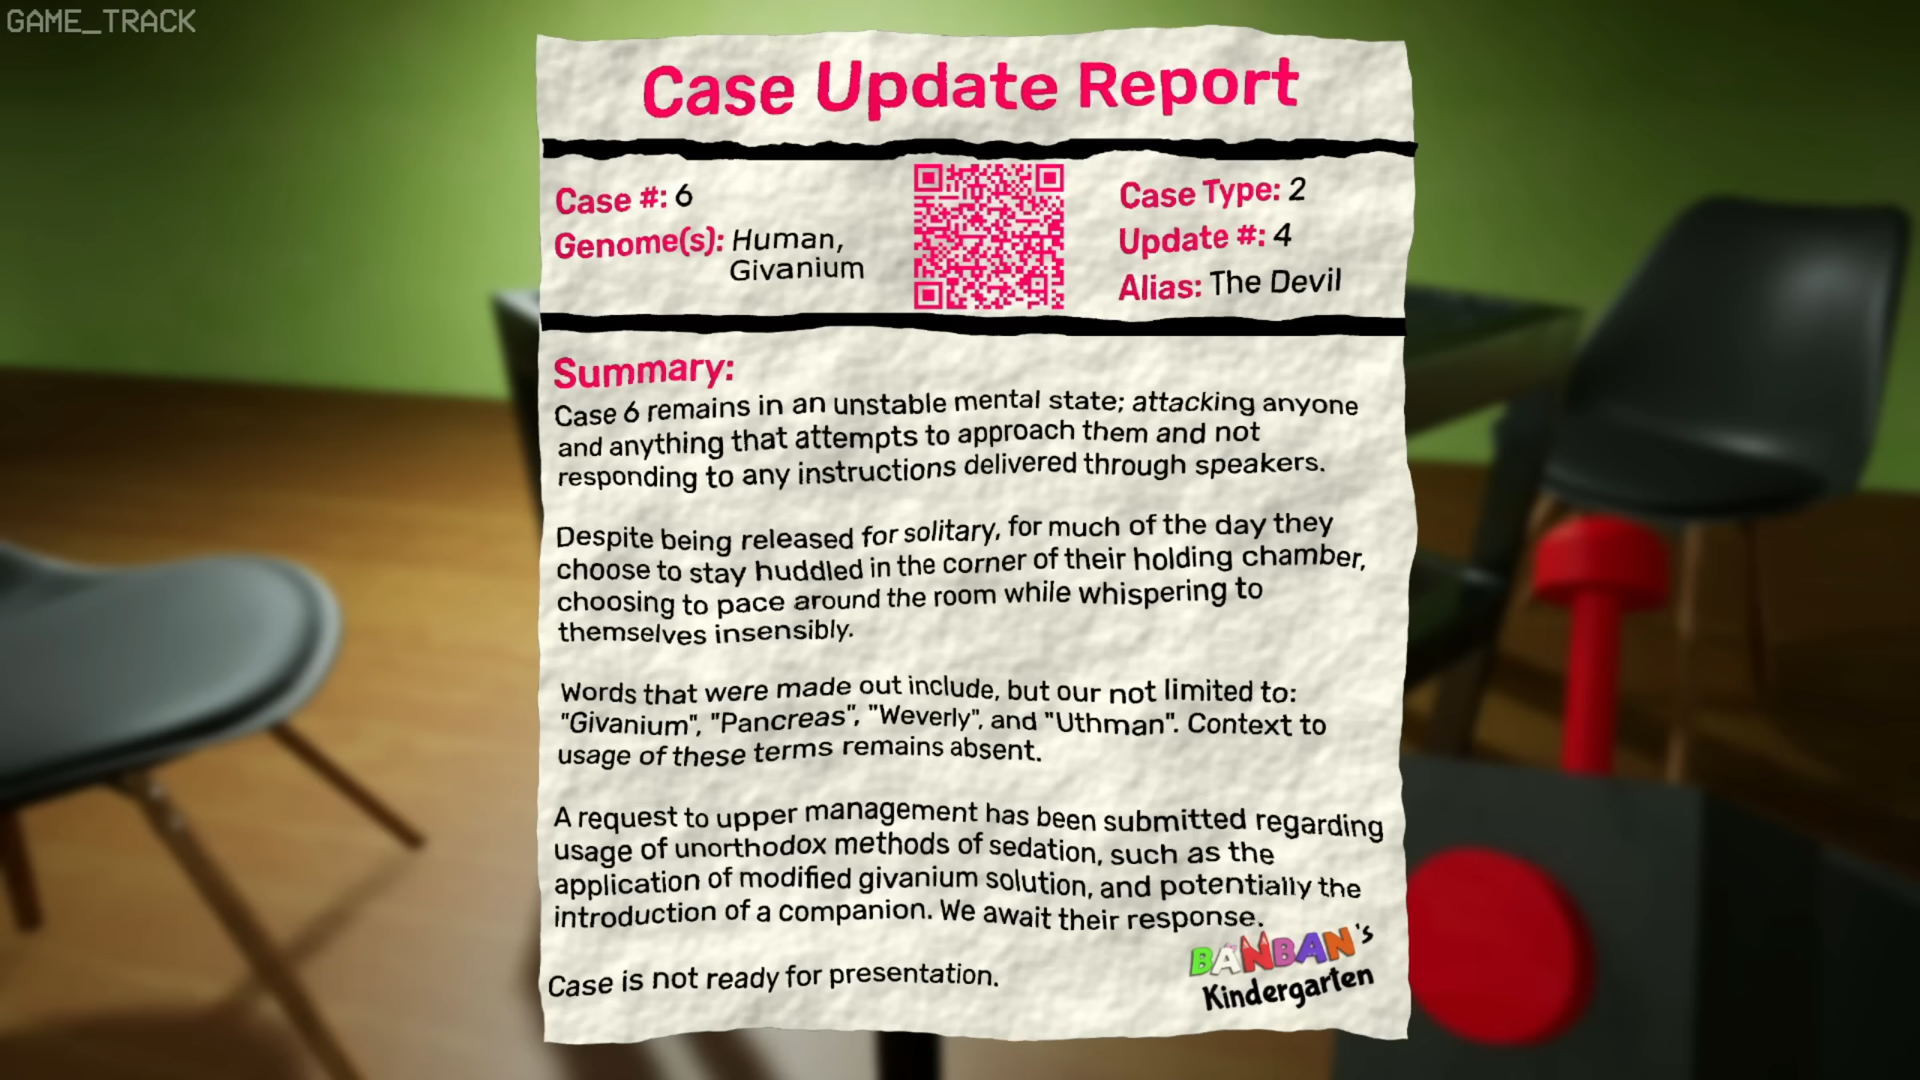 GAME_TRACK
Case Update Report
Case #: 6
Genome(s): Human,
Givanium
Case Type: 2
Update #: 4
Alias: The Devil
Summary:
Case 6 remains in an unstable mental state; attacking anyone
and anything that attempts to approach them and not
responding to any instructions delivered through speakers.
Despite being released for solitary, for much of the day they
choose to stay huddled in the corner of their holding chamber,
choosing to pace around the room while whispering to
themselves insensibly.
Words that were made out include, but our not limited to:
"Givanium", "Pancreas", "Weverly", and "Uthman". Context to
usage of these terms remains absent.
A request to upper management has been submitted regarding
usage of unorthodox methods of sedation, such as the
application of modified givanium solution, and potentially the
introduction of a companion. We await their response.
Case is not ready for presentation.
BANBAN's
Kindergarten